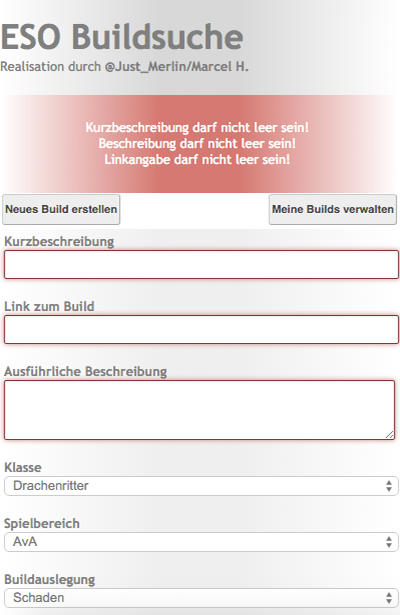 ESO Buildsuche
Realisation durch @Just_Merlin/Marcel H.
Kurzbeschreibung darf nicht leer sein!
Beschreibung darf nicht leer sein!
Linkangabe darf nicht leer sein!
Neues Build erstellen
Meine Builds verwalten
Kurzbeschreibung
Link zum Build
Ausführliche Beschreibung
Klasse
Drachenritter
Spielbereich
AvA
Buildauslegung
Schaden